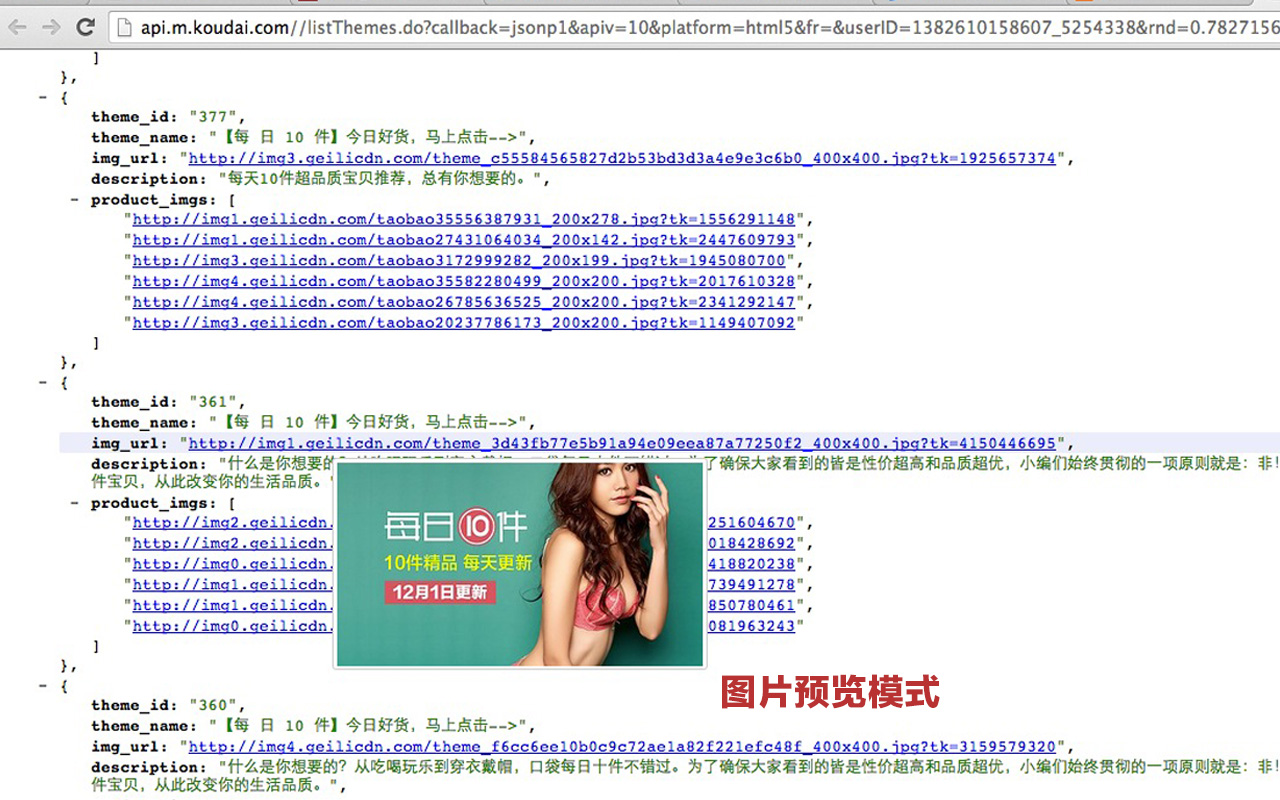 api.m.koudai.com//listThemes.do?callback=jsonp1&apiv=10&platform=html5&fr=&userID=1382610158607_5254338&rnd=0.7827156
]
},
- {
theme_id: "377",
theme_name: "【每 日 10 件】今日好货，马上点击-->",
img_url: "http://img3.geilicdn.com/theme_c55584565827d2b53bd3d3a4e9e3c6b0_400x400.jpg?tk=1925657374",
description: "每天10件超品质宝贝推荐，总有你想要的。",
- product_imgs: [
"http://img1.geilicdn.com/taobao35556387931_200x278.jpg?tk=1556291148",
"http://img1.geilicdn.com/taobao27431064034_200x142.jpg?tk=2447609793",
"http://img3.geilicdn.com/taobao3172999282_200x199.jpg?tk=1945080700",
"http://img4.geilicdn.com/taobao35582280499_200x200.jpg?tk=2017610328",
"http://img4.geilicdn.com/taobao26785636525_200x200.jpg?tk=2341292147",
"http://img3.geilicdn.com/taobao20237786173_200x200.jpg?tk=1149407092"
]
},
- {
theme_id: "361",
theme_name: "【每 日 10 件】今日好货，马上点击-->",
img_url: "http://img1.geilicdn.com/theme_3d43fb77e5b91a94e09eea87a77250f2_400x400.jpg?tk=4150446695",
description: "什么是你想要的? 为了确保大家看到的皆是性价超高和品质超优，小编们始终贯彻的一项原则就是：非!
件宝贝，从此改变你的生活品质。"
- product_imgs: [
"http://img2.geilicdn. 251604670",
"http://img2.geilicdn. 018428692",
"http://img0.geilicdn. 418820238",
"http://img1.geilicdn. 739491278",
"http://img1.geilicdn. 850780461",
"http://img0.geilicdn. 081963243"
]
},
每日10件
10件精品 每天更新
12月1日更新
图片预览模式
- {
theme_id: "360",
theme_name: "【每 日 10 件】今日好货，马上点击-->",
img_url: "http://img4.geilicdn.com/theme_f6cc6ee10b0c9c72ae1a82f221efc48f_400x400.jpg?tk=3159579320",
description: "什么是你想要的? 从吃喝玩乐到穿衣戴帽，口袋每日十件不错过。为了确保大家看到的皆是性价超高和品质超优，小编们始终贯彻的一项原则就是：非!
件宝贝，从此改变你的生活品质。",